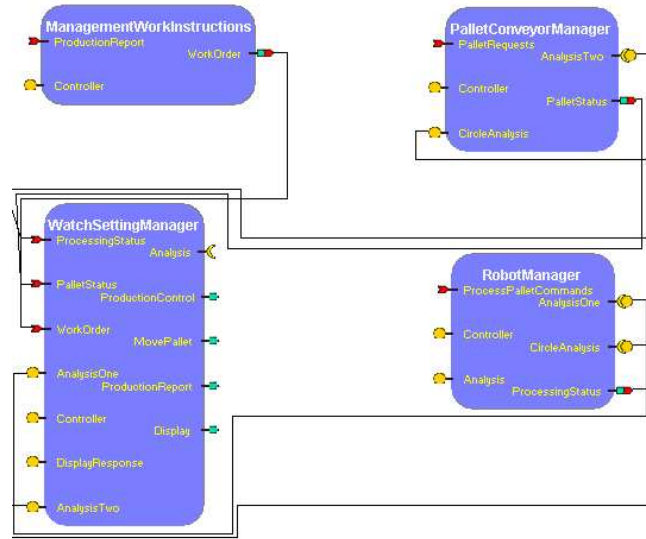 ManagementWorkInstructions
ProductionReport
WorkOrder
Controller
PalletConveyorManager
PalletRequests
AnalysisTwo
Controller
PalletStatus
CircleAnalysis
WatchSettingManager
ProcessingStatus
Analysis
PalletStatus
ProductionControl
WorkOrder
MovePallet
AnalysisOne
ProductionReport
Controller
Display
DisplayResponse
AnalysisTwo
RobotManager
ProcessPalletCommands
AnalysisOne
Controller
CircleAnalysis
Analysis
ProcessingStatus